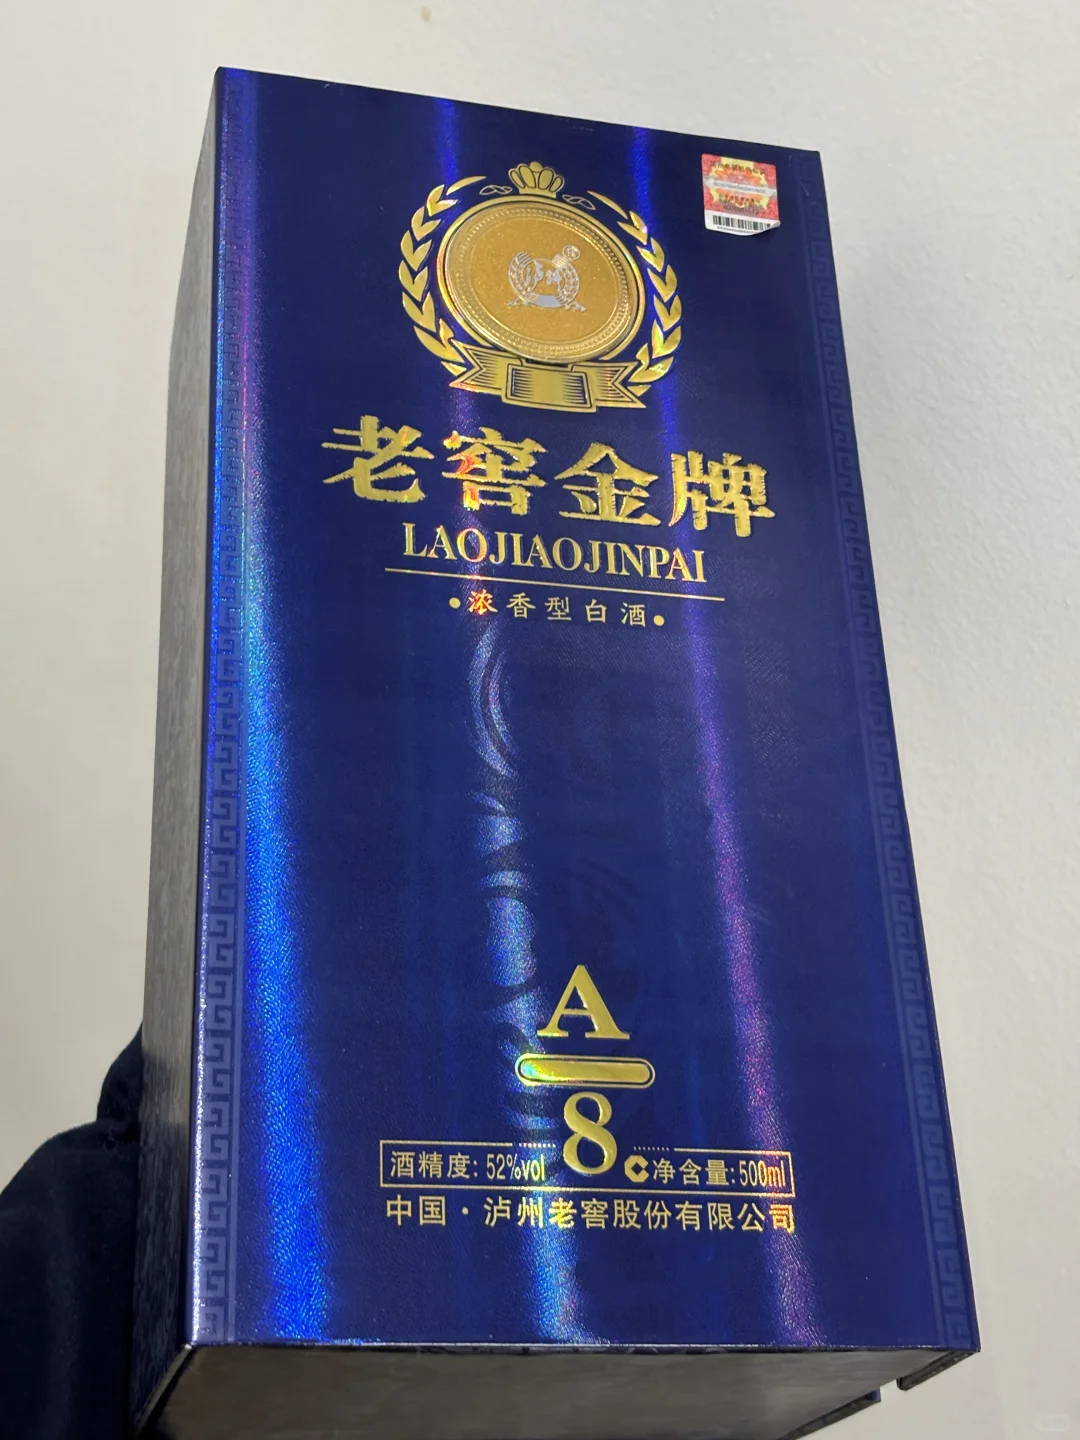 老窖金牌
LAOJIAOJINPAI
•浓香型白酒•
A
8
酒精度: 52%vol
净含量:500ml
中国·泸州老窖股份有限公司